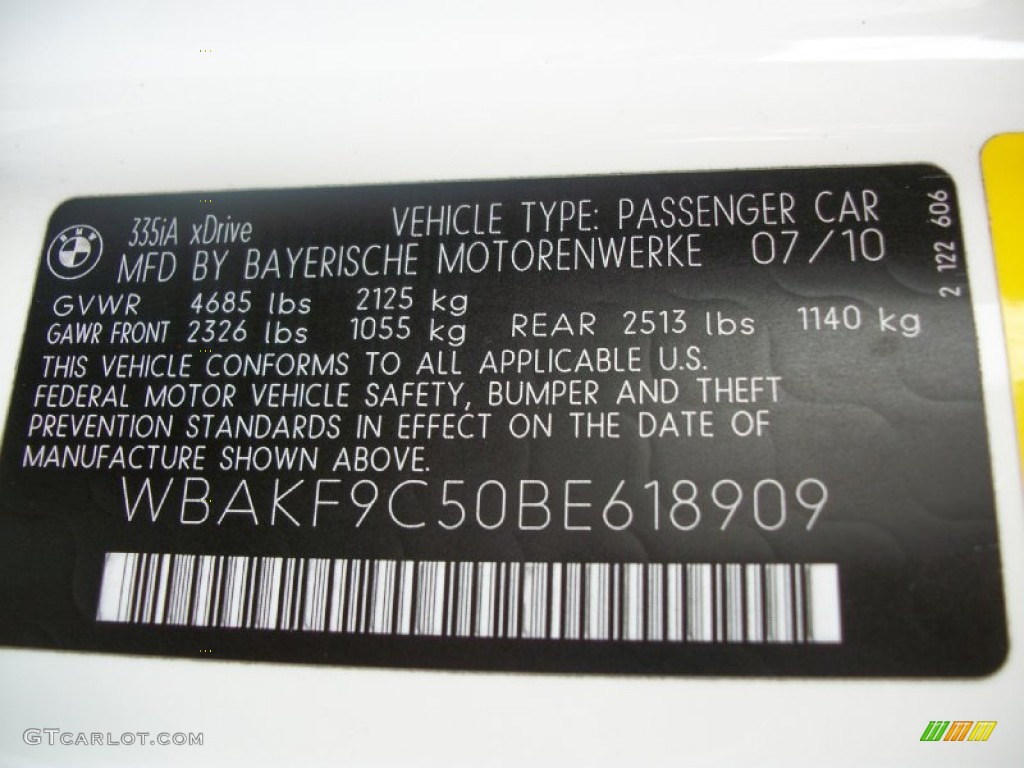 335iA xDrive VEHICLE TYPE: PASSENGER CAR
MFD BY BAYERISCHE MOTORENWERKE 07/10
GVWR 4685 lbs 2125 kg
GAWR FRONT 2326 lbs 1055 kg REAR 2513 lbs 1140 kg
THIS VEHICLE CONFORMS TO ALL APPLICABLE U.S.
FEDERAL MOTOR VEHICLE SAFETY, BUMPER AND THEFT
PREVENTION STANDARDS IN EFFECT ON THE DATE OF
MANUFACTURE SHOWN ABOVE.
WBAKF9C50BE618909
2 122 606
BMW
GTCARLOT.COM